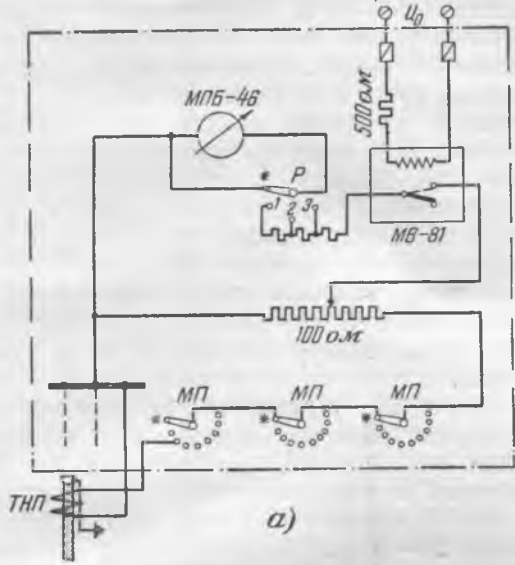 U₀
МПБ-46
500 ом
* Р
1 2 3
МВ-81
100 ом
МП МП МП
* * *
ТНП
а)